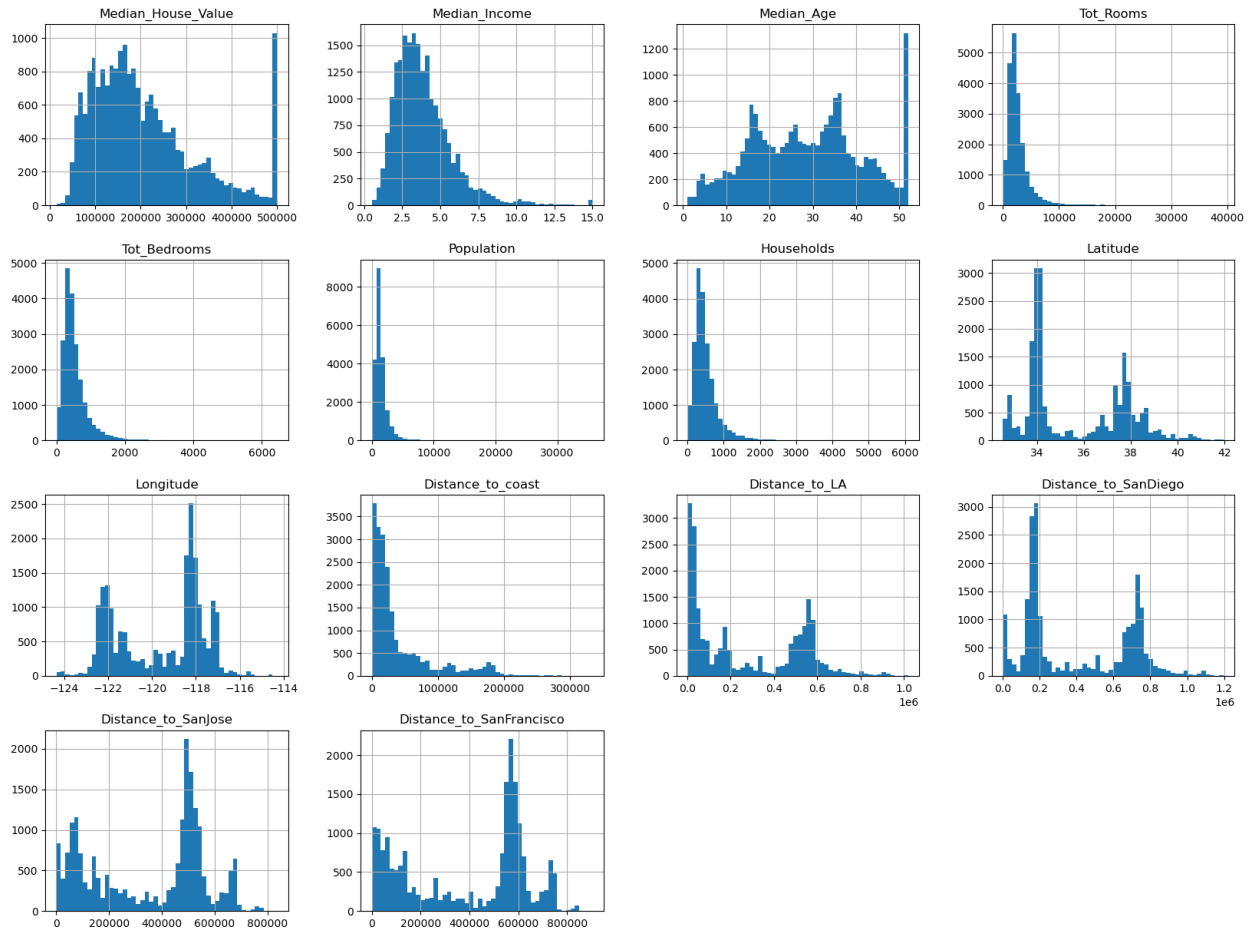 Median_House_Value
1000
800
600
400
200
0
0 100000 200000 300000 400000 500000
Median_Income
1500
1250
1000
750
500
250
0
0.0 2.5 5.0 7.5 10.0 12.5 15.0
Median_Age
1200
1000
800
600
400
200
0
0 10 20 30 40 50
Tot_Rooms
5000
4000
3000
2000
1000
0
0 10000 20000 30000 40000
Tot_Bedrooms
5000
4000
3000
2000
1000
0
0 2000 4000 6000
Population
8000
6000
4000
2000
0
0 10000 20000 30000
Households
5000
4000
3000
2000
1000
0
0 1000 2000 3000 4000 5000 6000
Latitude
3000
2500
2000
1500
1000
500
0
34 36 38 40 42
Longitude
2500
2000
1500
1000
500
0
−124 −122 −120 −118 −116 −114
Distance_to_coast
3500
3000
2500
2000
1500
1000
500
0
0 100000 200000 300000
Distance_to_LA
3000
2500
2000
1500
1000
500
0
0.0 0.2 0.4 0.6 0.8 1.0
1e6
Distance_to_SanDiego
3000
2500
2000
1500
1000
500
0
0.0 0.2 0.4 0.6 0.8 1.0 1.2
1e6
Distance_to_SanJose
2000
1500
1000
500
0
0 200000 400000 600000 800000
Distance_to_SanFrancisco
2000
1500
1000
500
0
0 200000 400000 600000 800000